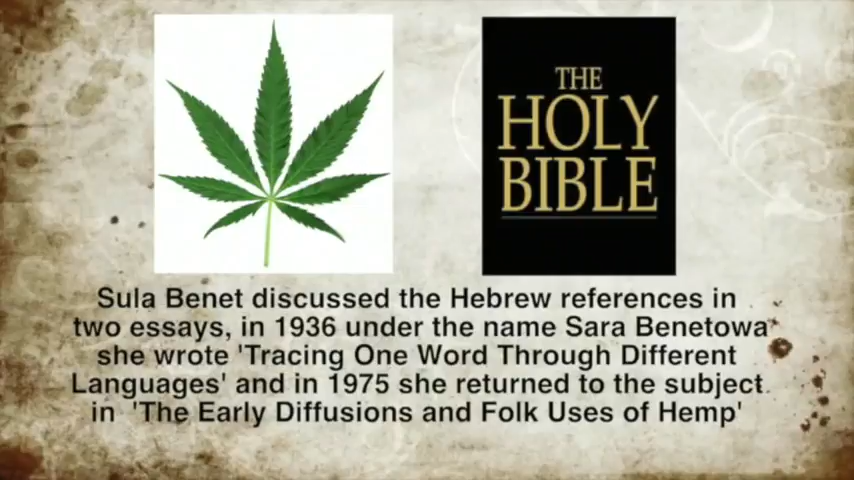 THE
HOLY
BIBLE
Sula Benet discussed the Hebrew references in
two essays, in 1936 under the name Sara Benetowa
she wrote 'Tracing One Word Through Different
Languages' and in 1975 she returned to the subject
in 'The Early Diffusions and Folk Uses of Hemp'